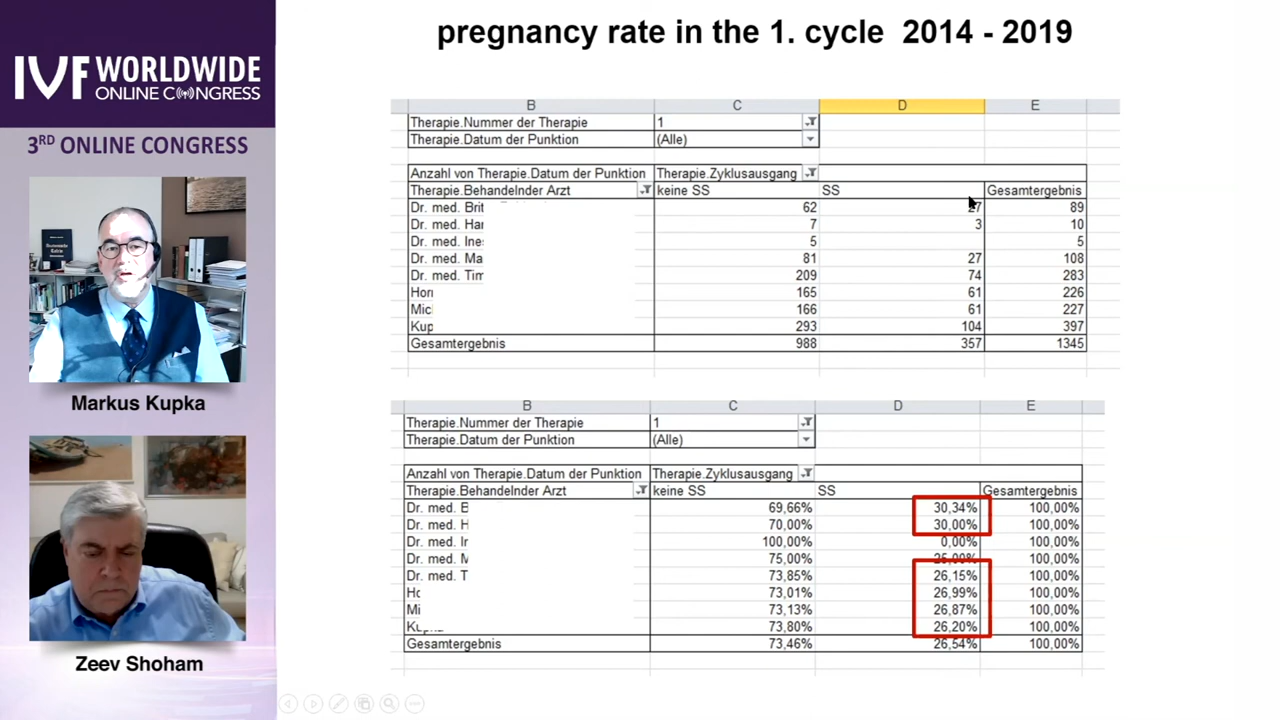 pregnancy rate in the 1. cycle 2014 - 2019
IVF WORLDWIDE
ONLINE CONGRESS
3RD ONLINE CONGRESS
Markus Kupka
Zeev Shoham
B C D E
Therapie.Nummer der Therapie 1
Therapie.Datum der Punktion (Alle)
Anzahl von Therapie.Datum der Punktion Therapie.Zyklusausgang
Therapie.Behandelnder Arzt keine SS SS Gesamtergebnis
Dr. med. Brit 62 27 89
Dr. med. Har 7 3 10
Dr. med. Ines 5 5
Dr. med. Ma 81 27 108
Dr. med. Tim 209 74 283
Horr 165 61 226
Mic 166 61 227
Kup 293 104 397
Gesamtergebnis 988 357 1345
B C D E
Therapie.Nummer der Therapie 1
Therapie.Datum der Punktion (Alle)
Anzahl von Therapie.Datum der Punktion Therapie.Zyklusausgang
Therapie.Behandelnder Arzt keine SS SS Gesamtergebnis
Dr. med. B 69,66% 30,34% 100,00%
Dr. med. H 70,00% 30,00% 100,00%
Dr. med. Ir 100,00% 0,00% 100,00%
Dr. med. M 75,00% 25,00% 100,00%
Dr. med. T 73,85% 26,15% 100,00%
Ho 73,01% 26,99% 100,00%
Mi 73,13% 26,87% 100,00%
Kupka 73,80% 26,20% 100,00%
Gesamtergebnis 73,46% 26,54% 100,00%